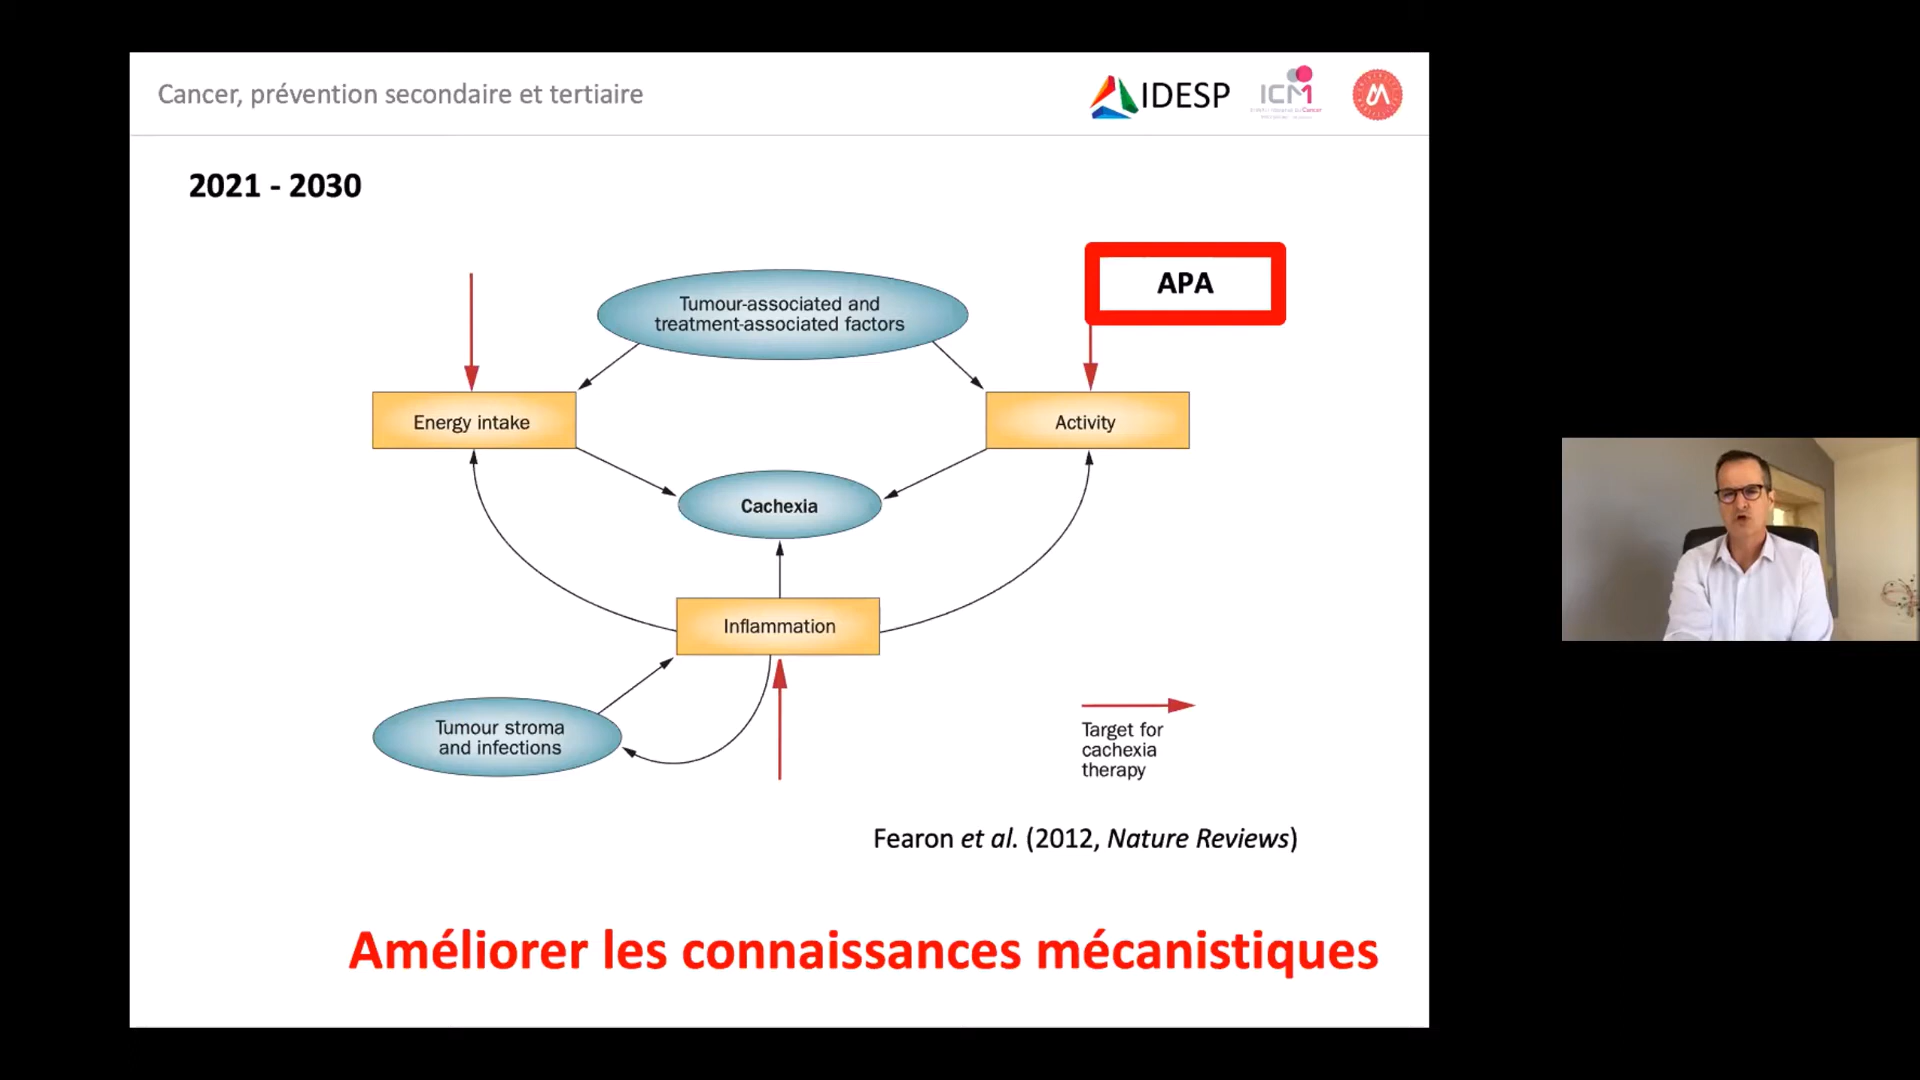 Cancer, prévention secondaire et tertiaire
IDESP
ICM
2021 - 2030
APA
Tumour-associated and
treatment-associated factors
Energy intake
Activity
Cachexia
Inflammation
Tumour stroma
and infections
Target for
cachexia
therapy
Fearon et al. (2012, Nature Reviews)
Améliorer les connaissances mécanistiques